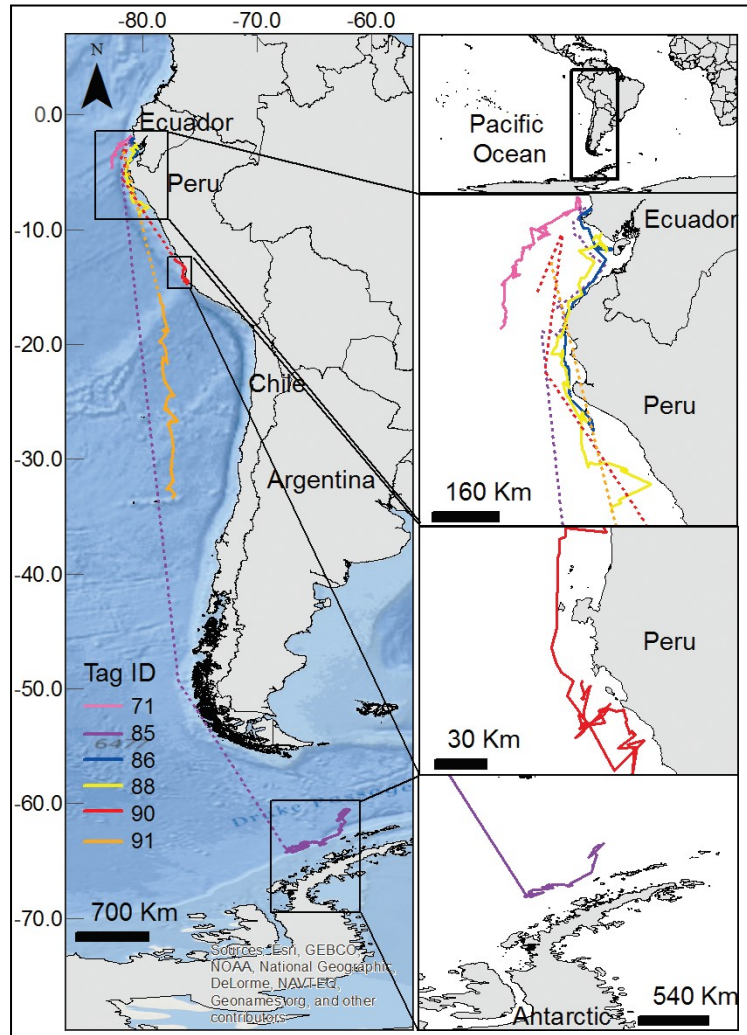 -80.0
-70.0
-60.0
N
0.0
-10.0
-20.0
-30.0
-40.0
-50.0
-60.0
-70.0
Ecuador
Peru
Chile
Argentina
Tag ID
71
85
86
88
90
91
700 Km
Sources: Esri, GEBCO,
NOAA, National Geographic,
DeLorme, NAVTEQ,
Geonames.org, and other
contributors
Pacific
Ocean
Ecuador
Peru
160 Km
Peru
30 Km
Antarctic
540 Km